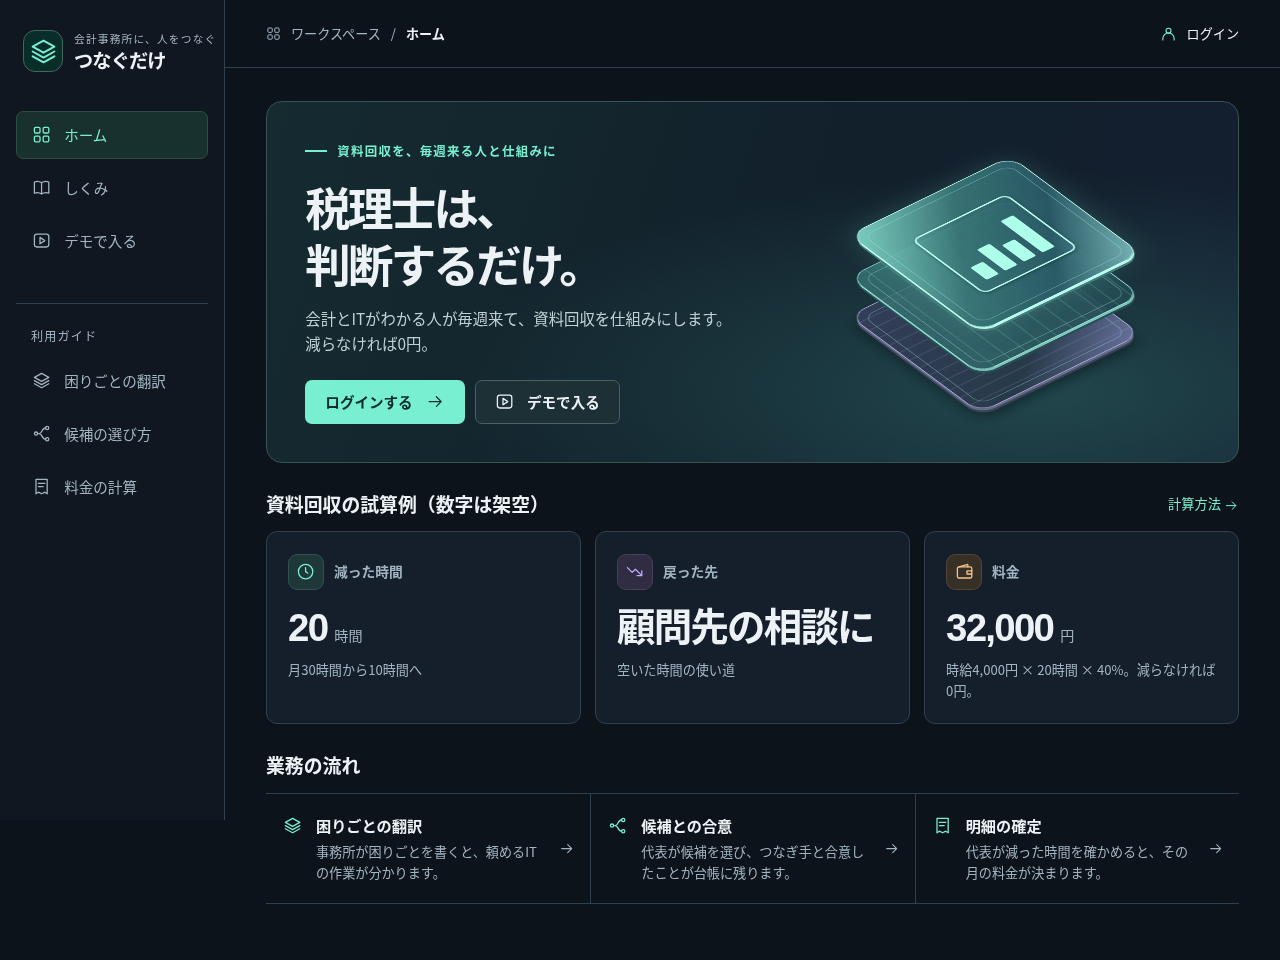 会計事務所に、人をつなぐ
つなぐだけ
ホーム
しくみ
デモで入る
利用ガイド
困りごとの翻訳
候補の選び方
料金の計算
ワークスペース / ホーム
ログイン
資料回収を、毎週来る人と仕組みに
税理士は、
判断するだけ。
会計とITがわかる人が毎週来て、資料回収を仕組みにします。
減らなければ0円。
ログインする →
デモで入る
資料回収の試算例（数字は架空）
計算方法 →
減った時間
20 時間
月30時間から10時間へ
戻った先
顧問先の相談に
空いた時間の使い道
料金
32,000 円
時給4,000円 × 20時間 × 40%。減らなければ
0円。
業務の流れ
困りごとの翻訳
事務所が困りごとを書くと、頼めるIT
の作業が分かります。
→
候補との合意
代表が候補を選び、つなぎ手と合意し
たことが台帳に残ります。
→
明細の確定
代表が減った時間を確かめると、その
月の料金が決まります。
→